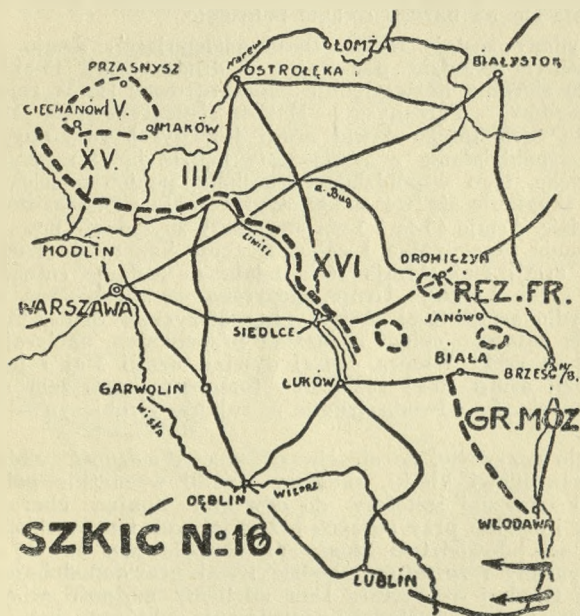 Narew
ŁOMŻA
PRZASNYSZ
OSTROŁĘKA
BIAŁYSTOK
CIECHANÓW
IV.
MAKÓW
XV.
III.
R. Bug
Liwiec
MODLIN
XVI
DROHICZYN
REZ. FR.
WARSZAWA
JANÓW
SIEDLCE
BIAŁA
BRZEŚĆ N/B.
GARWOLIN
ŁUKÓW
GR. MOZ
Wisła
DĘBLIN
WIEPRZ
WŁODAWA
SZKIC No 10.
LUBLIN